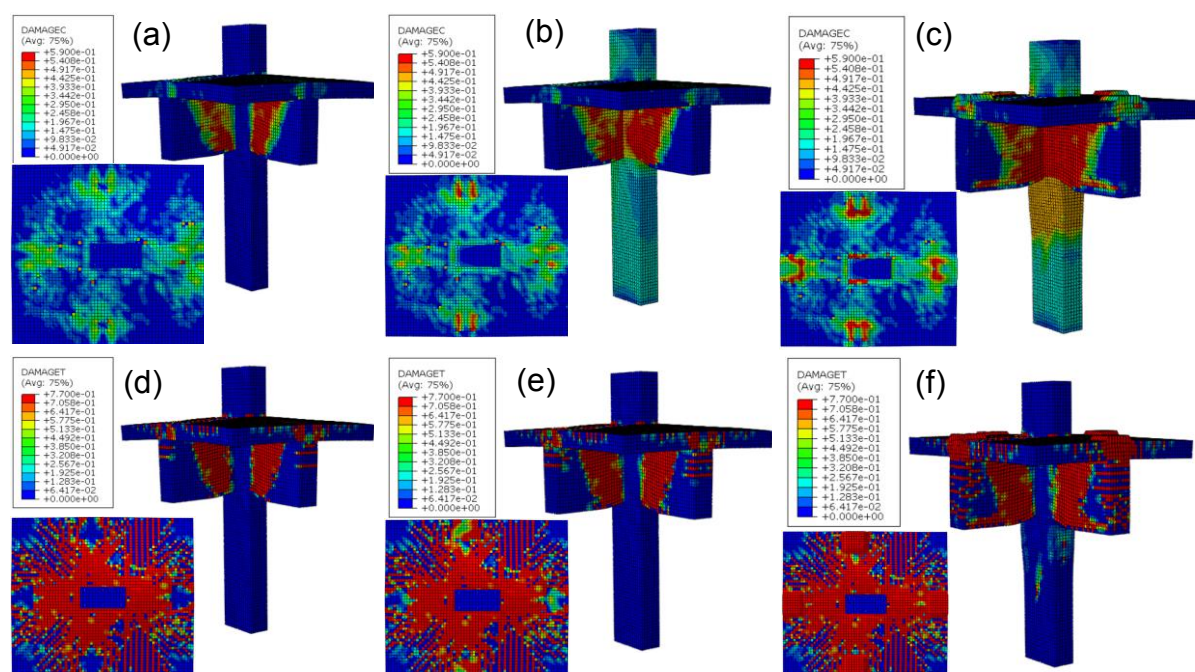 (a)
DAMAGEC
(Avg: 75%)
+5.900e-01
+5.408e-01
+4.917e-01
+4.425e-01
+3.933e-01
+3.442e-01
+2.950e-01
+2.458e-01
+1.967e-01
+1.475e-01
+9.833e-02
+4.917e-02
+0.000e+00
(b)
DAMAGEC
(Avg: 75%)
+5.900e-01
+5.408e-01
+4.917e-01
+4.425e-01
+3.933e-01
+3.442e-01
+2.950e-01
+2.458e-01
+1.967e-01
+1.475e-01
+9.833e-02
+4.917e-02
+0.000e+00
(c)
DAMAGEC
(Avg: 75%)
+5.900e-01
+5.408e-01
+4.917e-01
+4.425e-01
+3.933e-01
+3.442e-01
+2.950e-01
+2.458e-01
+1.967e-01
+1.475e-01
+9.833e-02
+4.917e-02
+0.000e+00
(d)
DAMAGET
(Avg: 75%)
+7.700e-01
+7.058e-01
+6.417e-01
+5.775e-01
+5.133e-01
+4.492e-01
+3.850e-01
+3.208e-01
+2.567e-01
+1.925e-01
+1.283e-01
+6.417e-02
+0.000e+00
(e)
DAMAGET
(Avg: 75%)
+7.700e-01
+7.058e-01
+6.417e-01
+5.775e-01
+5.133e-01
+4.492e-01
+3.850e-01
+3.208e-01
+2.567e-01
+1.925e-01
+1.283e-01
+6.417e-02
+0.000e+00
(f)
DAMAGET
(Avg: 75%)
+7.700e-01
+7.058e-01
+6.417e-01
+5.775e-01
+5.133e-01
+4.492e-01
+3.850e-01
+3.208e-01
+2.567e-01
+1.925e-01
+1.283e-01
+6.417e-02
+0.000e+00